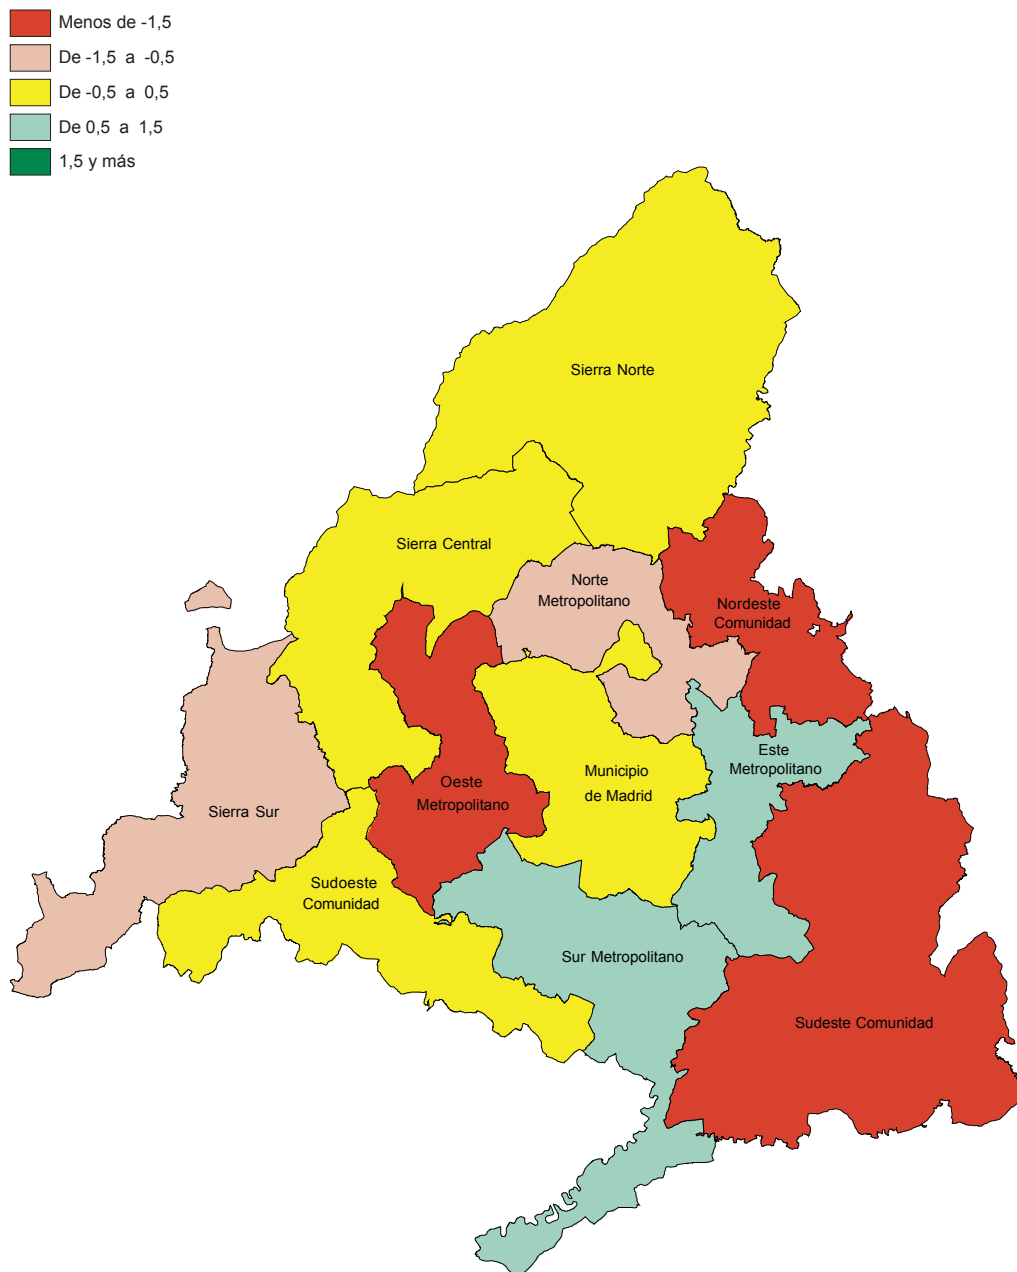 Menos de -1,5
De -1,5 a -0,5
De -0,5 a 0,5
De 0,5 a 1,5
1,5 y más
Sierra Norte
Sierra Central
Norte
Metropolitano
Nordeste
Comunidad
Este
Metropolitano
Municipio
de Madrid
Oeste
Metropolitano
Sierra Sur
Sudoeste
Comunidad
Sur Metropolitano
Sudeste Comunidad